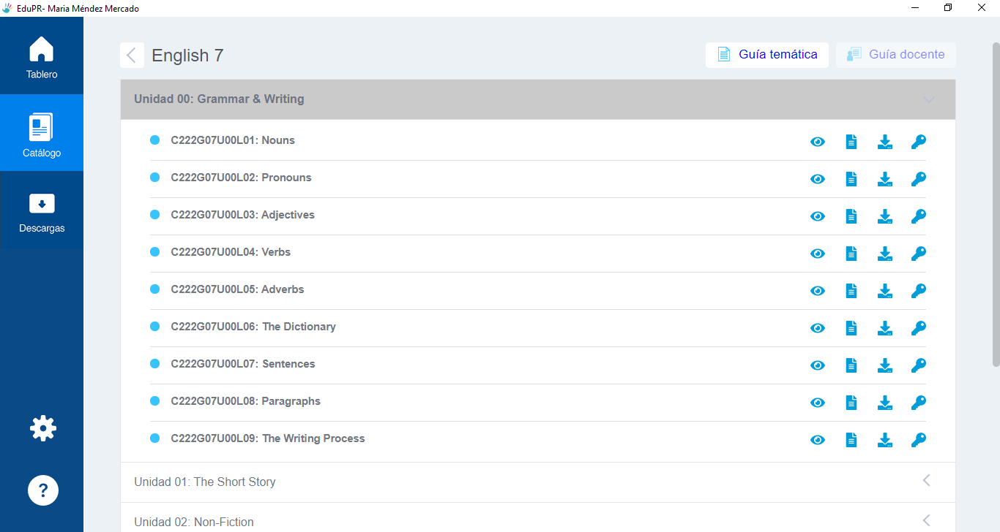 EduPR- Maria Méndez Mercado
Tablero
Catálogo
Descargas
?
English 7
Guía temática
Guía docente
Unidad 00: Grammar & Writing
C222G07U00L01: Nouns
C222G07U00L02: Pronouns
C222G07U00L03: Adjectives
C222G07U00L04: Verbs
C222G07U00L05: Adverbs
C222G07U00L06: The Dictionary
C222G07U00L07: Sentences
C222G07U00L08: Paragraphs
C222G07U00L09: The Writing Process
Unidad 01: The Short Story
Unidad 02: Non-Fiction